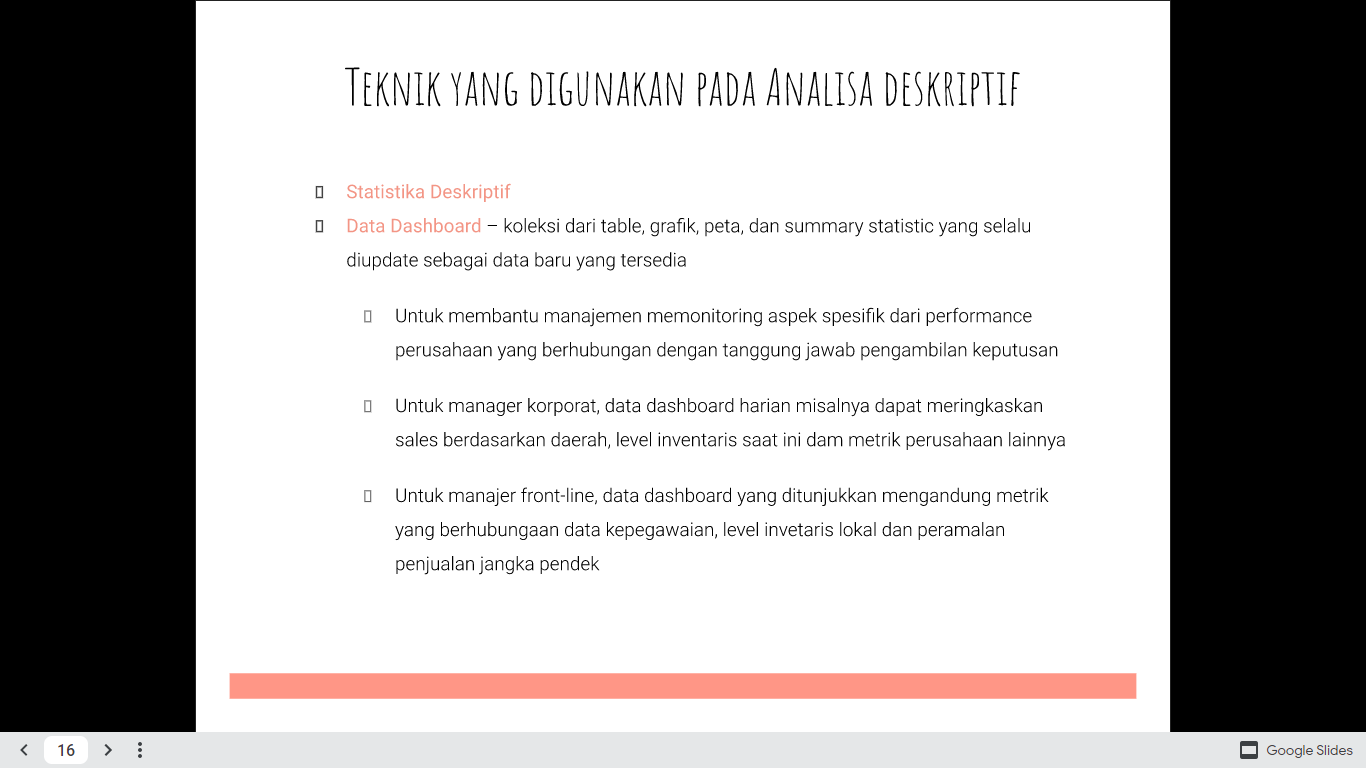 Teknik yang digunakan pada Analisa deskriptif
Statistika Deskriptif
Data Dashboard – koleksi dari table, grafik, peta, dan summary statistic yang selalu
diupdate sebagai data baru yang tersedia
Untuk membantu manajemen memonitoring aspek spesifik dari performance
perusahaan yang berhubungan dengan tanggung jawab pengambilan keputusan
Untuk manager korporat, data dashboard harian misalnya dapat meringkaskan
sales berdasarkan daerah, level inventaris saat ini dam metrik perusahaan lainnya
Untuk manajer front-line, data dashboard yang ditunjukkan mengandung metrik
yang berhubungaan data kepegawaian, level invetaris lokal dan peramalan
penjualan jangka pendek
16
Google Slides